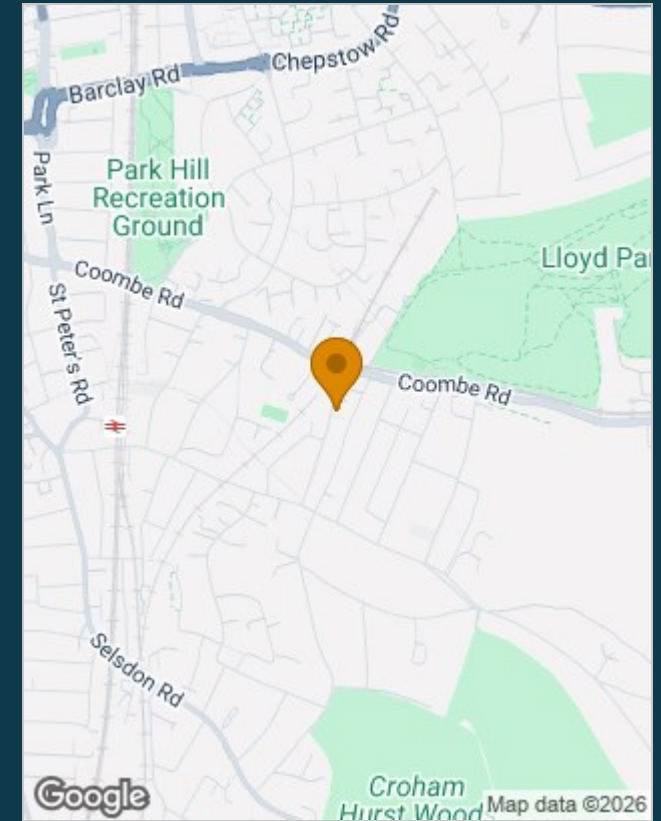 Chepstow Rd
Barclay Rd
Park Ln
Park Hill
Recreation
Ground
Lloyd Pa
Coombe Rd
St Peter's Rd
Coombe Rd
Selsdon Rd
Croham
Hurst Wood
Google
Map data ©2026